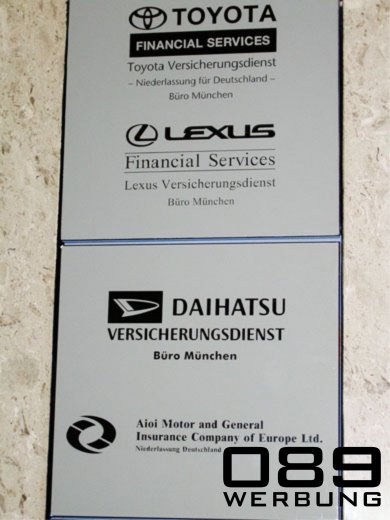 TOYOTA
FINANCIAL SERVICES
Toyota Versicherungsdienst
– Niederlassung für Deutschland –
Büro München
LEXUS
Financial Services
Lexus Versicherungsdienst
Büro München
DAIHATSU
VERSICHERUNGSDIENST
Büro München
Aioi Motor and General
Insurance Company of Europe Ltd.
Niederlassung Deutschland
089
WERBUNG